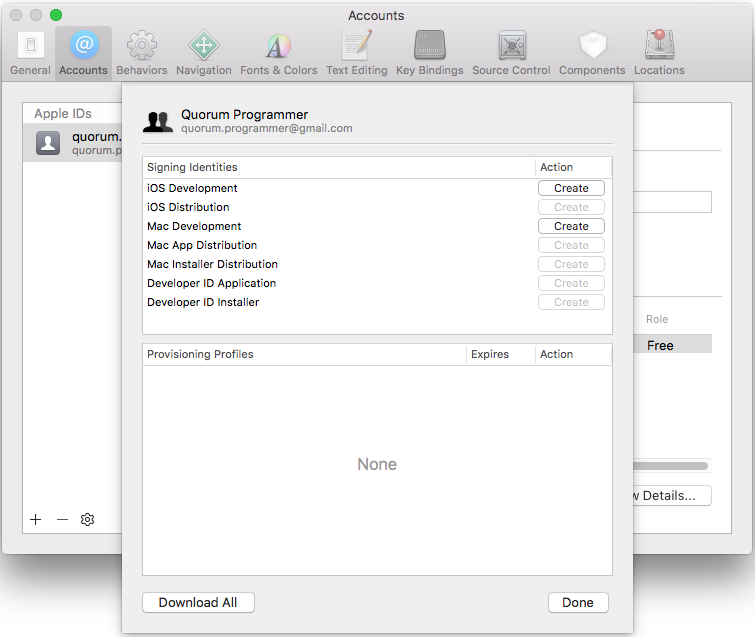 Accounts
General Accounts Behaviors Navigation Fonts & Colors Text Editing Key Bindings Source Control Components Locations
Apple IDs
quorum.
quorum.p
Quorum Programmer
quorum.programmer@gmail.com
Signing Identities Action
iOS Development Create
iOS Distribution Create
Mac Development Create
Mac App Distribution Create
Mac Installer Distribution Create
Developer ID Application Create
Developer ID Installer Create
Role
Free
Provisioning Profiles Expires Action
None
w Details...
Download All Done